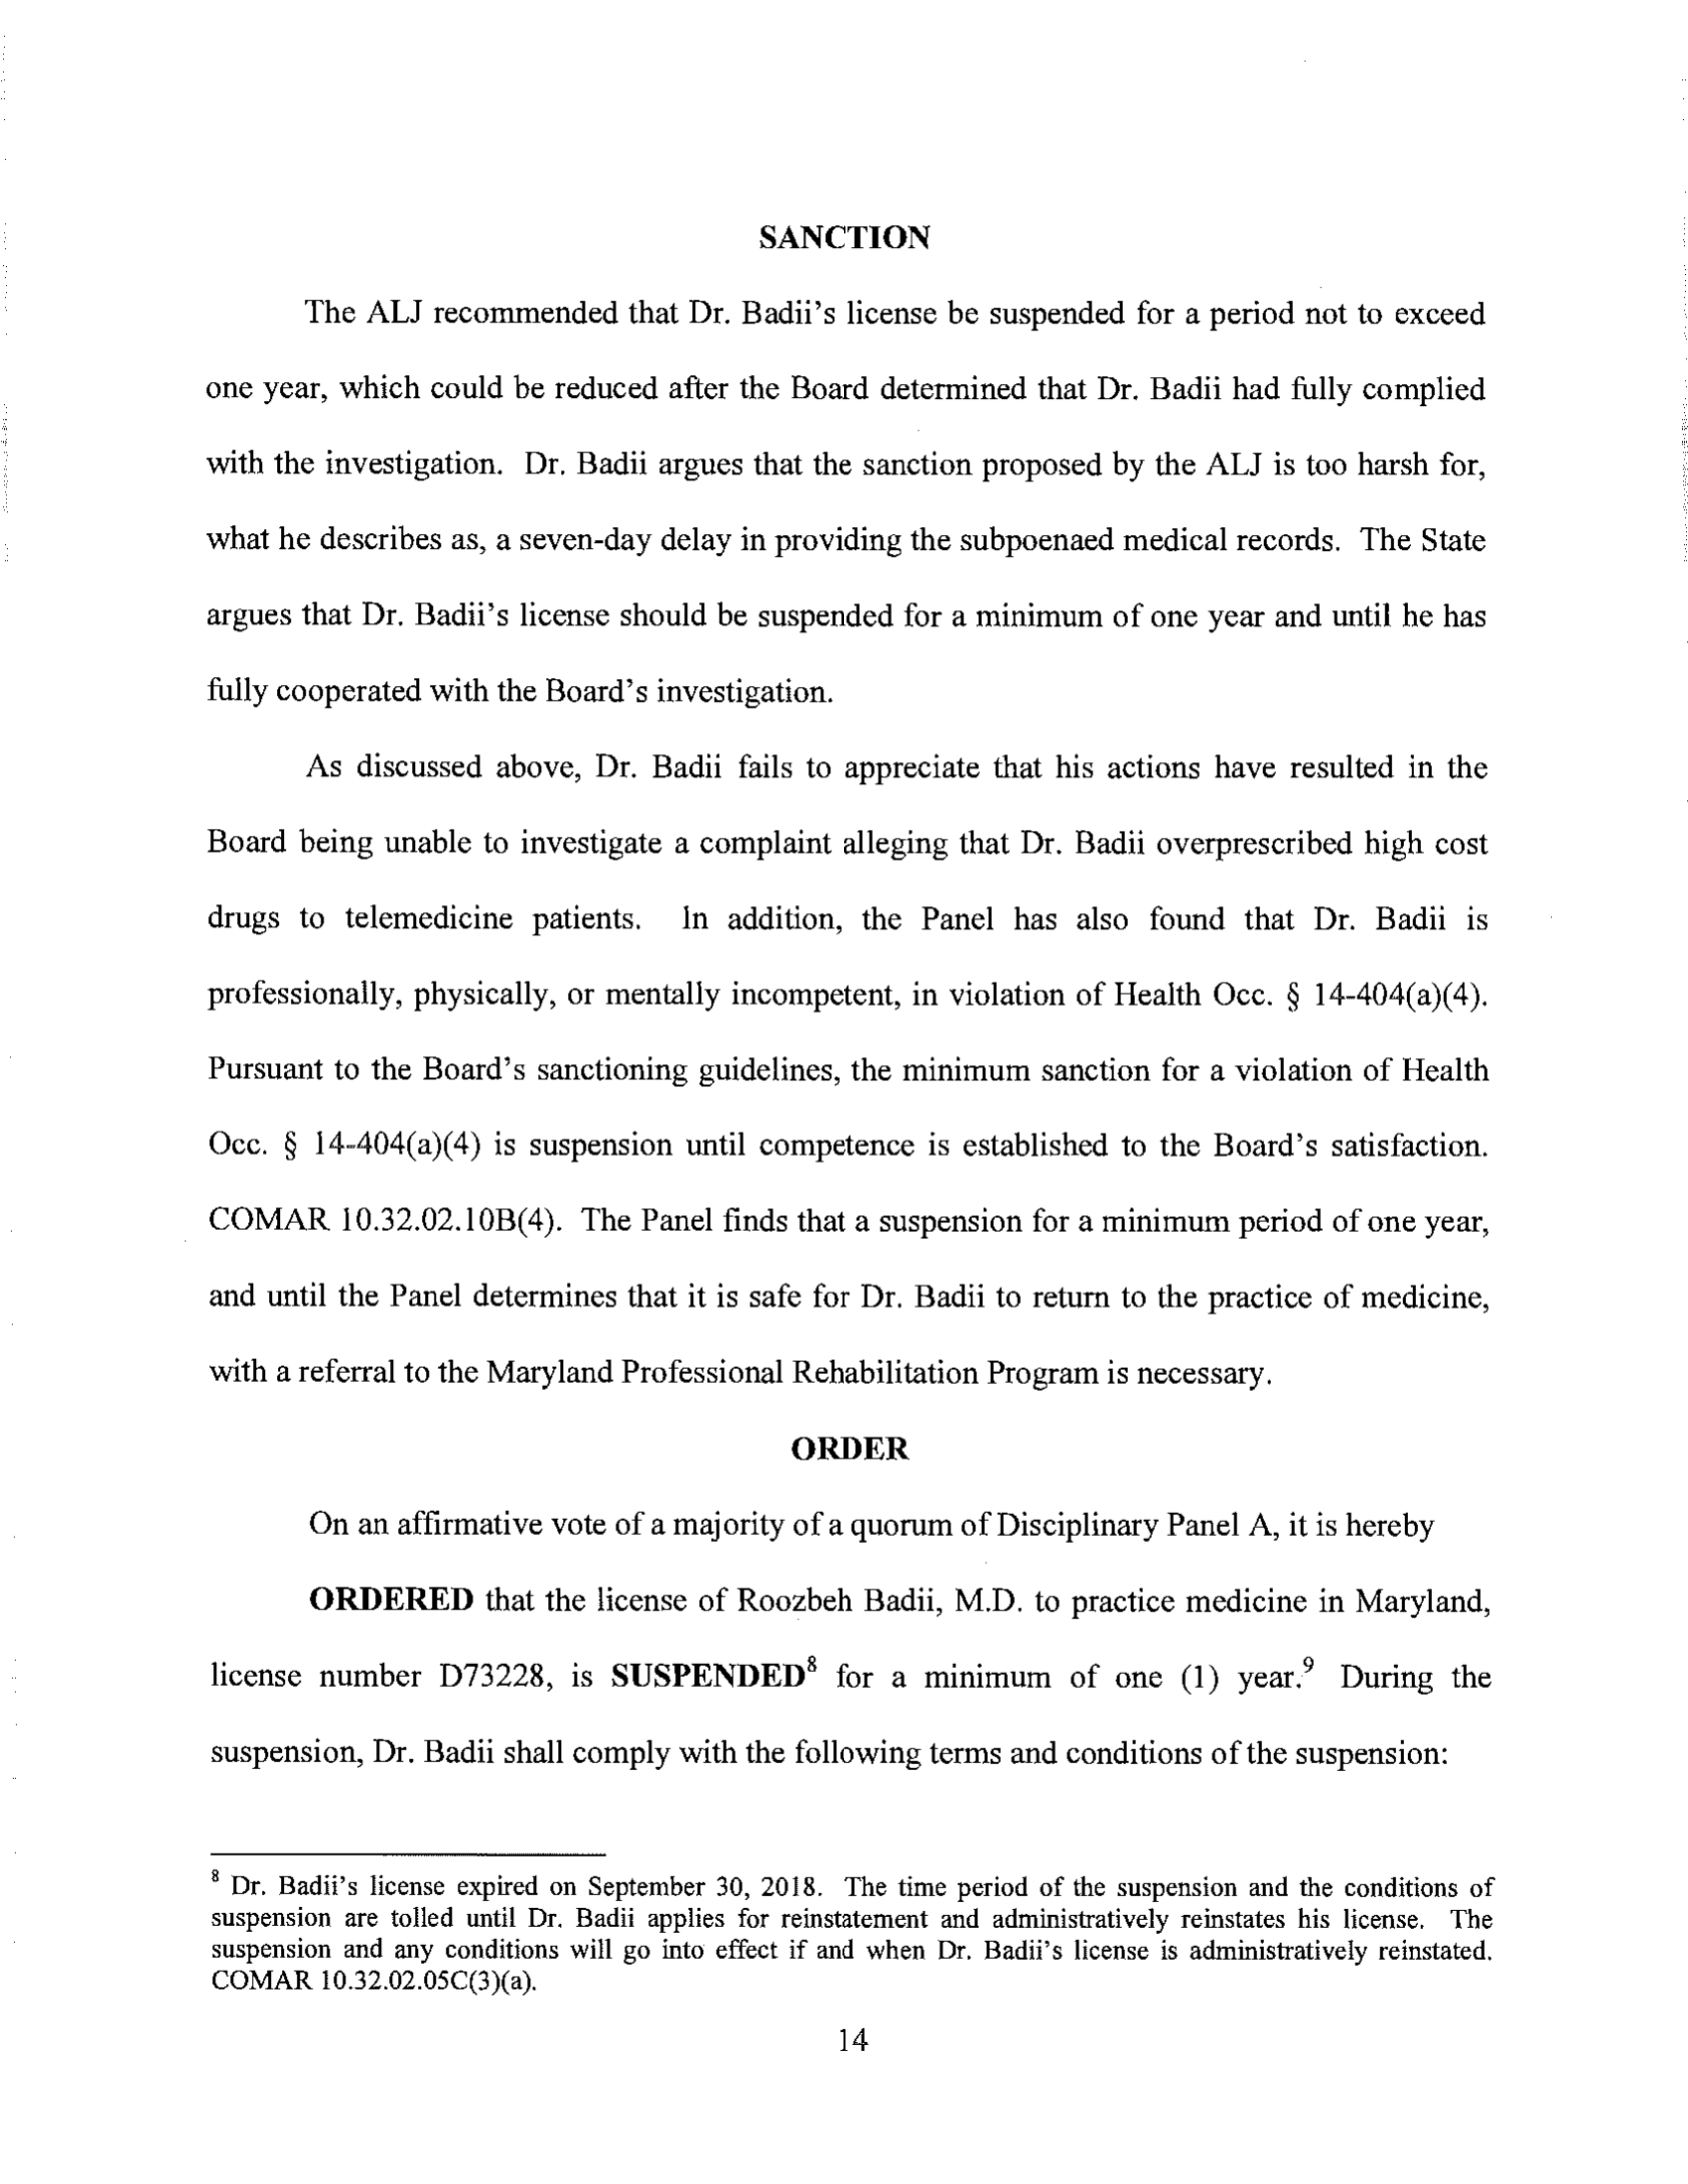 SANCTION
The ALJ recommended that Dr. Badii's license be suspended for a period not to exceed
one year, which could be reduced after the Board determined that Dr. Badii had fully complied
with the investigation. Dr. Badii argues that the sanction proposed by the ALJ is too harsh for,
what he describes as, a seven-day delay in providing the subpoenaed medical records. The State
argues that Dr. Badii's license should be suspended for a minimum of one year and until he has
fully cooperated with the Board's investigation.
As discussed above, Dr. Badii fails to appreciate that his actions have resulted in the
Board being unable to investigate a complaint alleging that Dr. Badii overprescribed high cost
drugs to telemedicine patients. In addition, the Panel has also found that Dr. Badii is
professionally, physically, or mentally incompetent, in violation of Health Occ. § 14-404(a)(4).
Pursuant to the Board's sanctioning guidelines, the minimum sanction for a violation of Health
Occ. § 14-404(a)(4) is suspension until competence is established to the Board's satisfaction.
COMAR 10.32.02.10B(4). The Panel finds that a suspension for a minimum period of one year,
and until the Panel determines that it is safe for Dr. Badii to return to the practice of medicine,
with a referral to the Maryland Professional Rehabilitation Program is necessary.
ORDER
On an affirmative vote of a majority of a quorum of Disciplinary Panel A, it is hereby
ORDERED that the license of Roozbeh Badii, M.D. to practice medicine in Maryland,
license number D73228, is SUSPENDED⁸ for a minimum of one (1) year.⁹ During the
suspension, Dr. Badii shall comply with the following terms and conditions of the suspension:
⁸ Dr. Badii's license expired on September 30, 2018. The time period of the suspension and the conditions of
suspension are tolled until Dr. Badii applies for reinstatement and administratively reinstates his license. The
suspension and any conditions will go into effect if and when Dr. Badii's license is administratively reinstated.
COMAR 10.32.02.05C(3)(a).
14